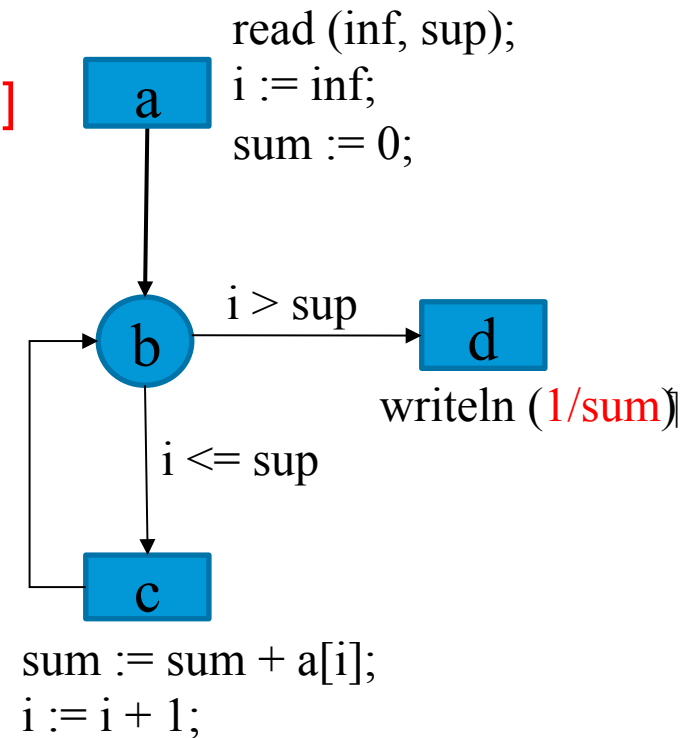 read (inf, sup);
]
a
i := inf;
sum := 0;
i > sup
b
d
writeln (1/sum)
i <= sup
c
sum := sum + a[i];
i := i + 1;